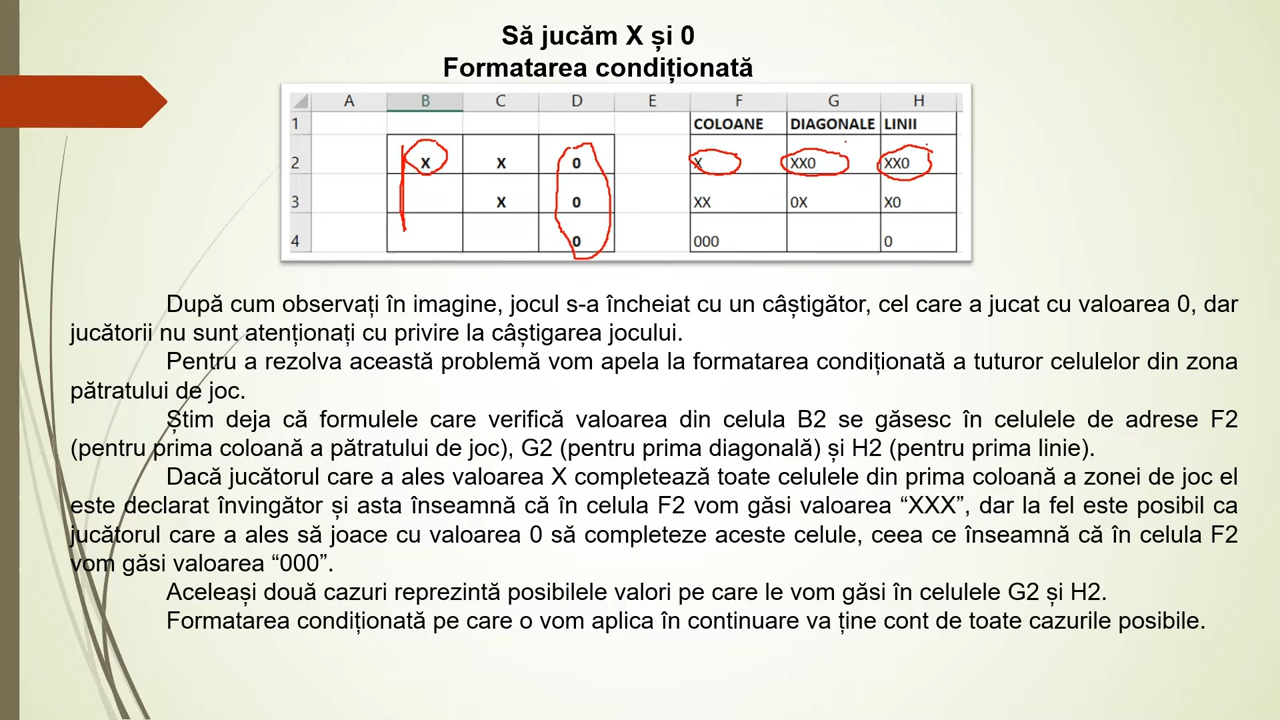 Să jucăm X și 0
Formatarea condiționată
A B C D E F G H
1 COLOANE DIAGONALE LINII
2 X X 0 X XX0 XX0
3 X 0 XX 0X X0
4 0 000 0
După cum observați în imagine, jocul s-a încheiat cu un câștigător, cel care a jucat cu valoarea 0, dar
jucătorii nu sunt atenționați cu privire la câștigarea jocului.
Pentru a rezolva această problemă vom apela la formatarea condiționată a tuturor celulelor din zona
pătratului de joc.
Știm deja că formulele care verifică valoarea din celula B2 se găsesc în celulele de adrese F2
(pentru prima coloană a pătratului de joc), G2 (pentru prima diagonală) și H2 (pentru prima linie).
Dacă jucătorul care a ales valoarea X completează toate celulele din prima coloană a zonei de joc el
este declarat învingător și asta înseamnă că în celula F2 vom găsi valoarea “XXX”, dar la fel este posibil ca
jucătorul care a ales să joace cu valoarea 0 să completeze aceste celule, ceea ce înseamnă că în celula F2
vom găsi valoarea “000”.
Aceleași două cazuri reprezintă posibilele valori pe care le vom găsi în celulele G2 și H2.
Formatarea condiționată pe care o vom aplica în continuare va ține cont de toate cazurile posibile.